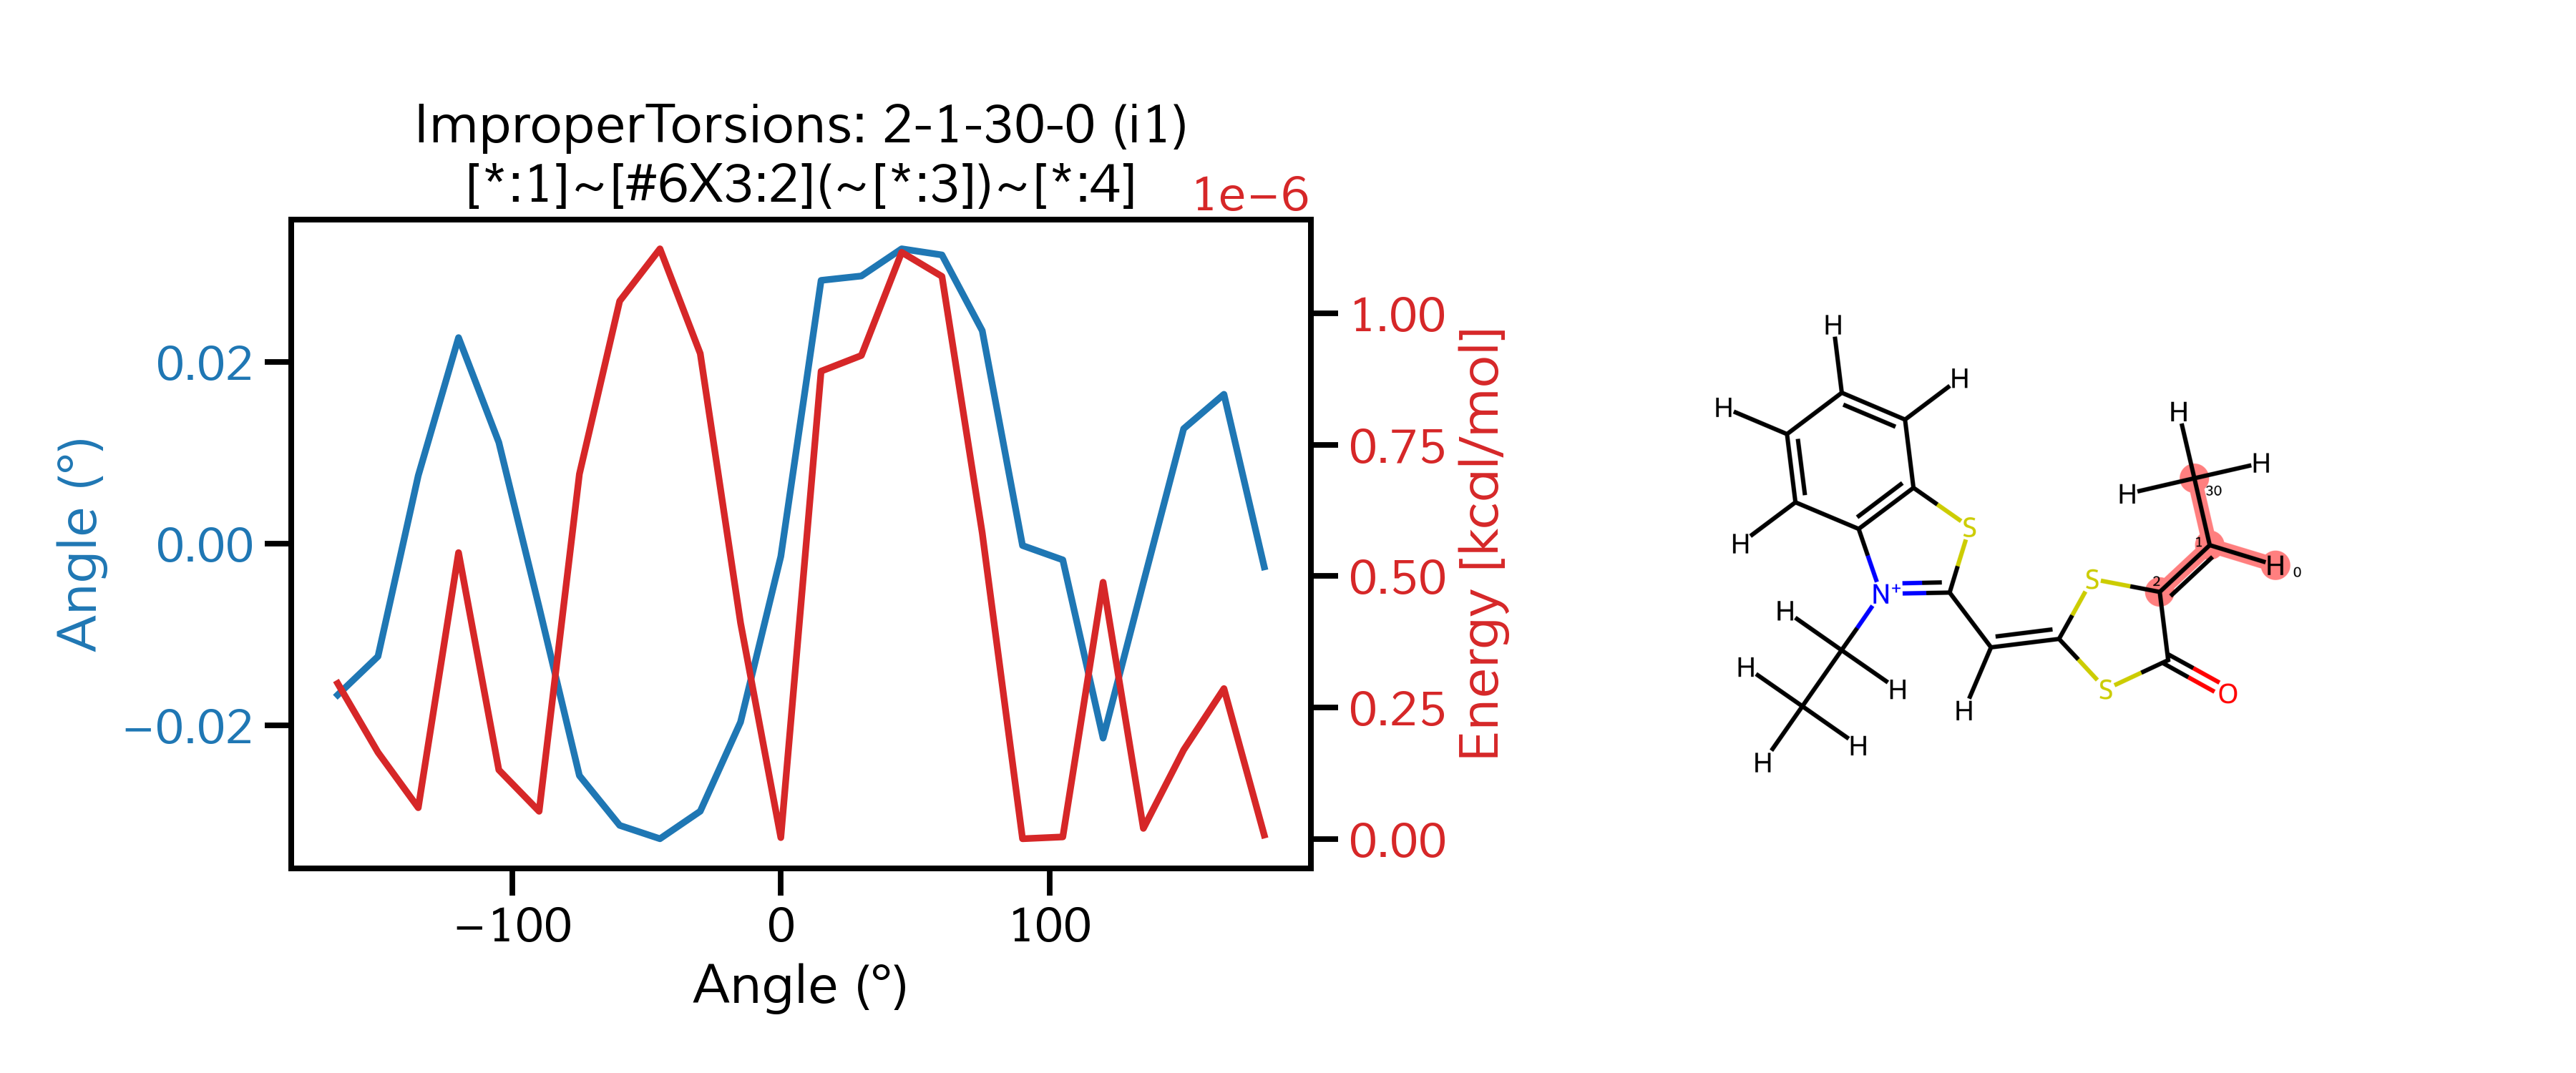 ImproperTorsions: 2-1-30-0 (i1)
[*:1]~[#6X3:2](~[*:3])~[*:4]
1e−6
Angle (°)
0.02
0.00
−0.02
1.00
0.75
0.50
0.25
0.00
Energy [kcal/mol]
−100
0
100
Angle (°)
H
H
H
H
H
H
H
30
1
H 0
2
S
S
N⁺
S
O
H
H
H
H
H
H